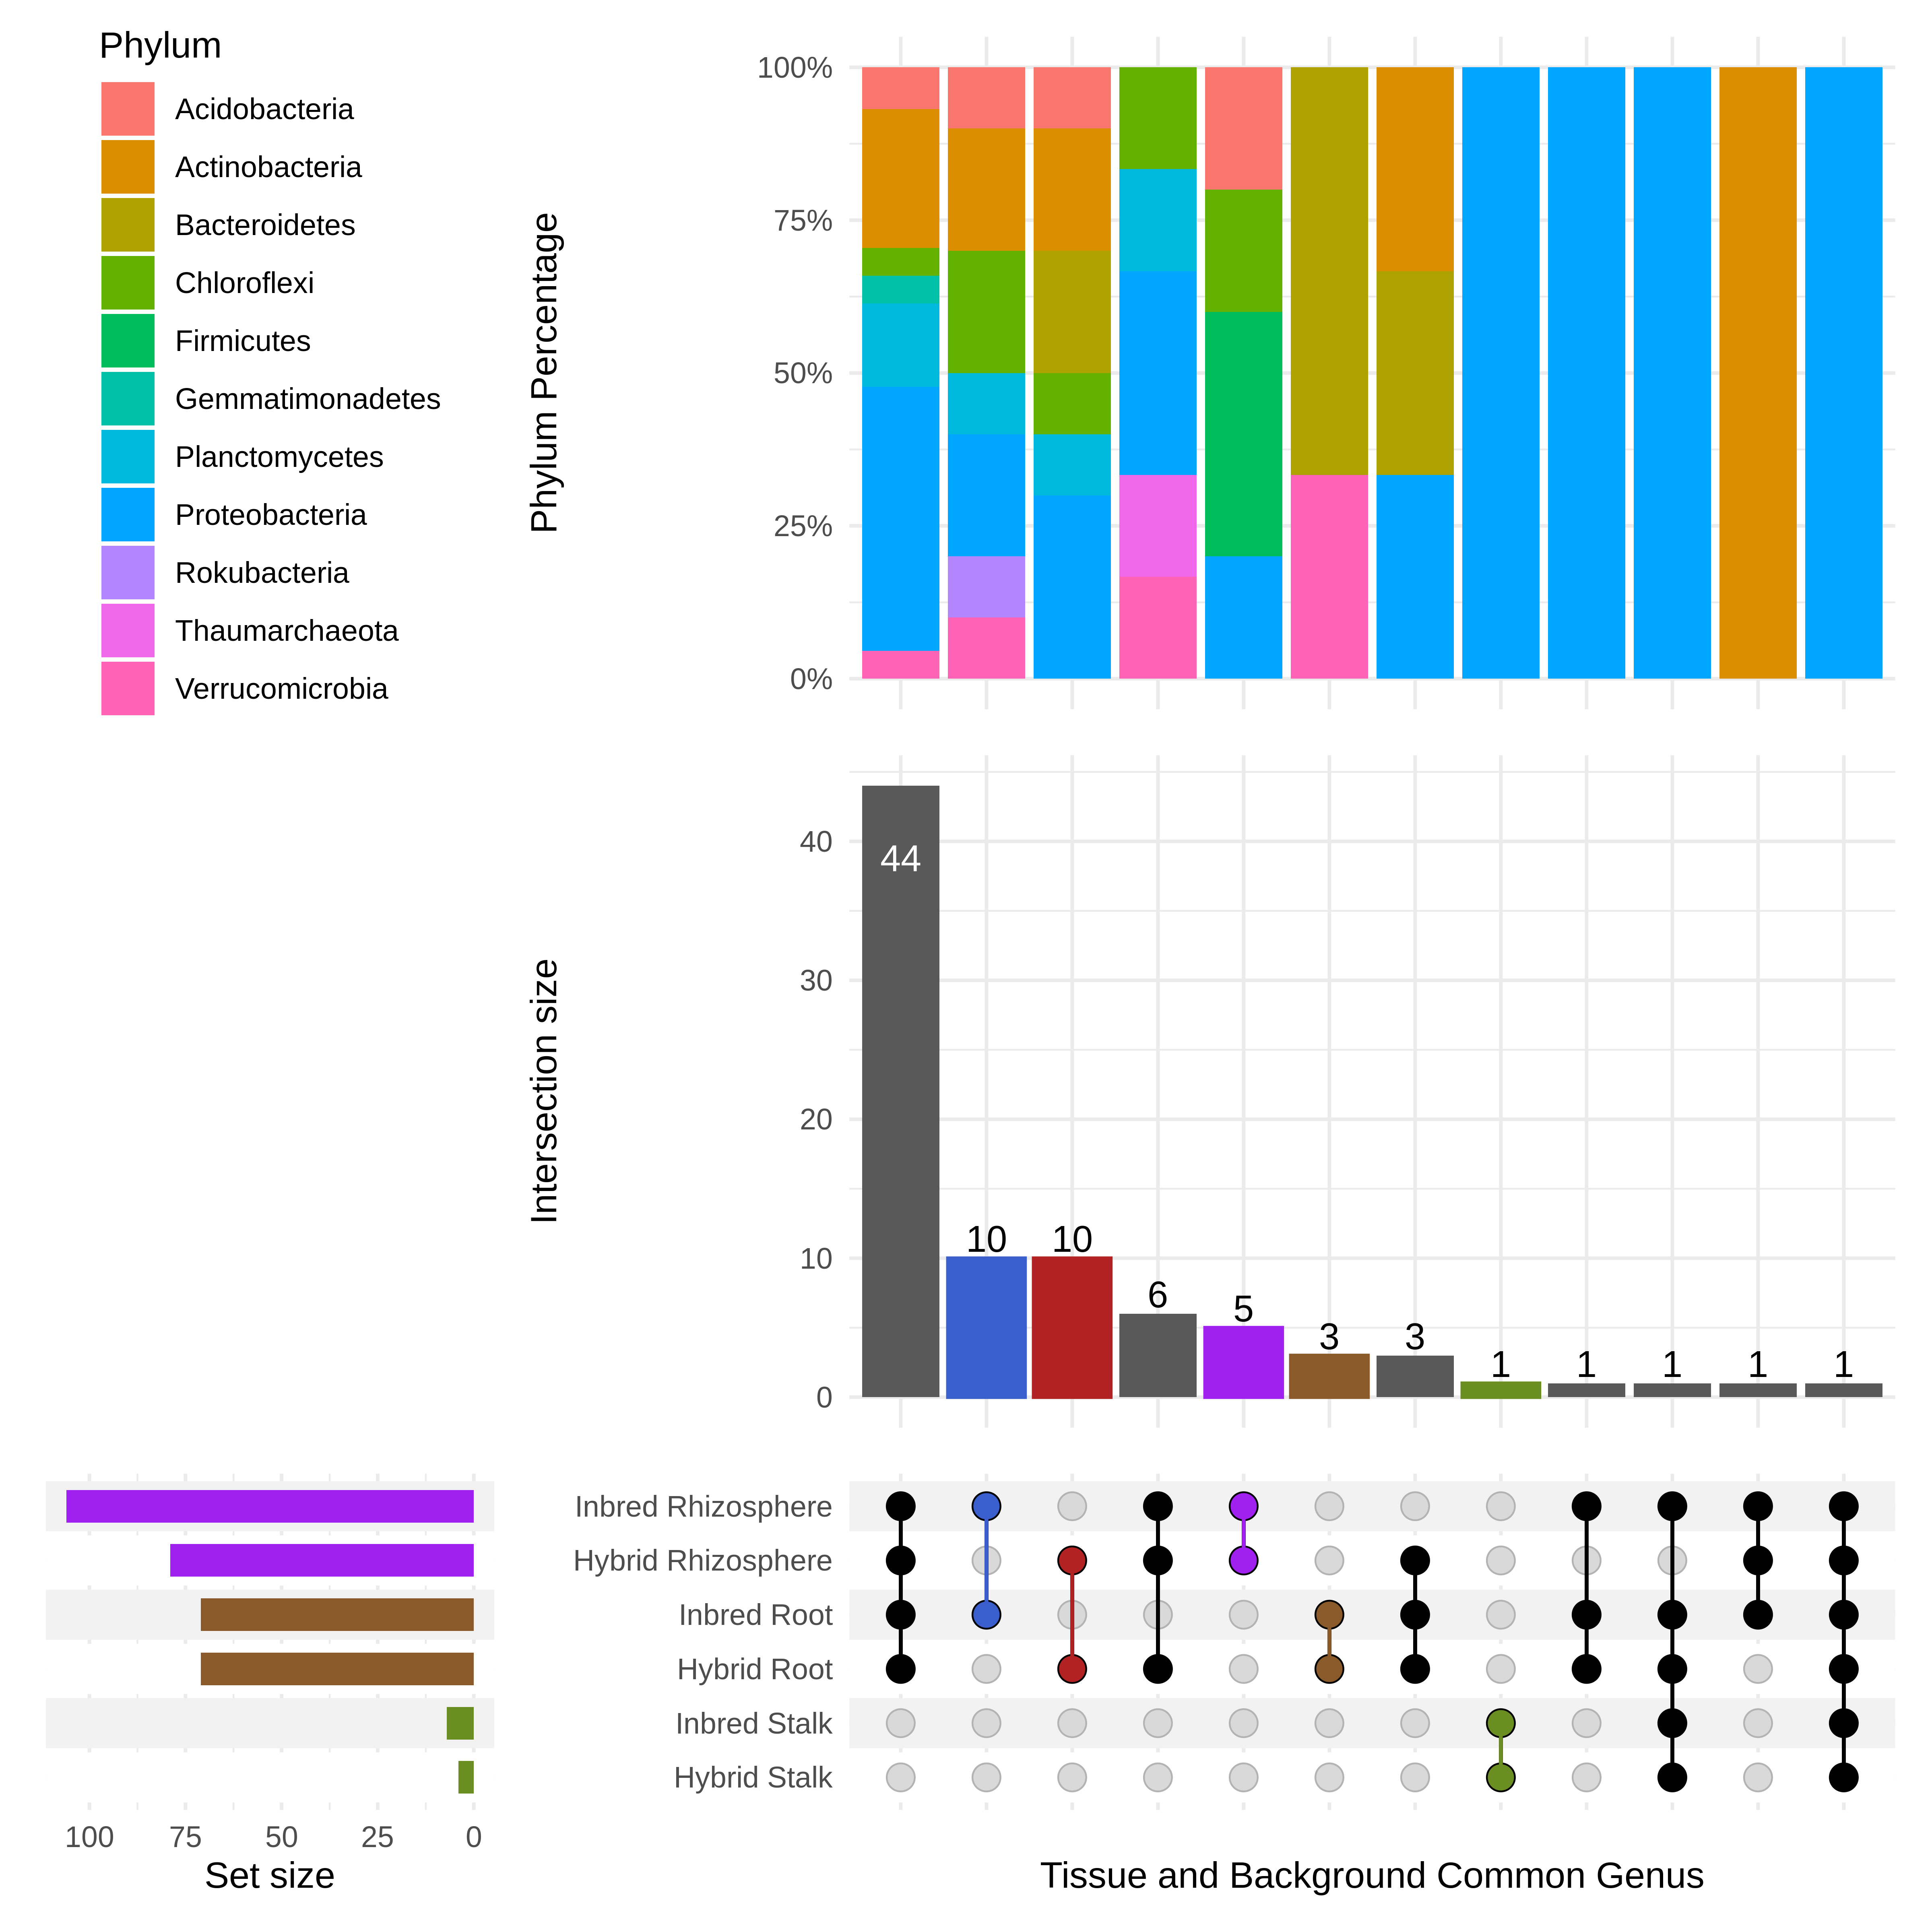 Phylum
Acidobacteria
Actinobacteria
Bacteroidetes
Chloroflexi
Firmicutes
Gemmatimonadetes
Planctomycetes
Proteobacteria
Rokubacteria
Thaumarchaeota
Verrucomicrobia
Phylum Percentage
100%
75%
50%
25%
0%
Intersection size
40
30
20
10
0
44
10
10
6
5
3
3
1
1
1
1
1
Inbred Rhizosphere
Hybrid Rhizosphere
Inbred Root
Hybrid Root
Inbred Stalk
Hybrid Stalk
100 75 50 25 0
Set size
Tissue and Background Common Genus